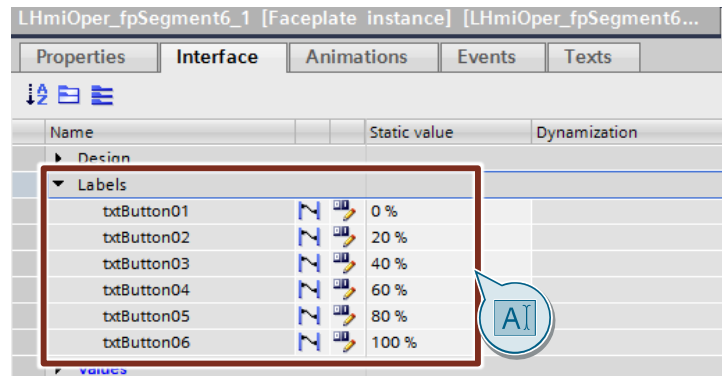 LHmiOper_fpSegment6_1 [Faceplate instance] [LHmiOper_fpSegment6...
Properties Interface Animations Events Texts
Name Static value Dynamization
Design
Labels
txtButton01 0 %
txtButton02 20 %
txtButton03 40 %
txtButton04 60 %
txtButton05 80 %
txtButton06 100 %
Values